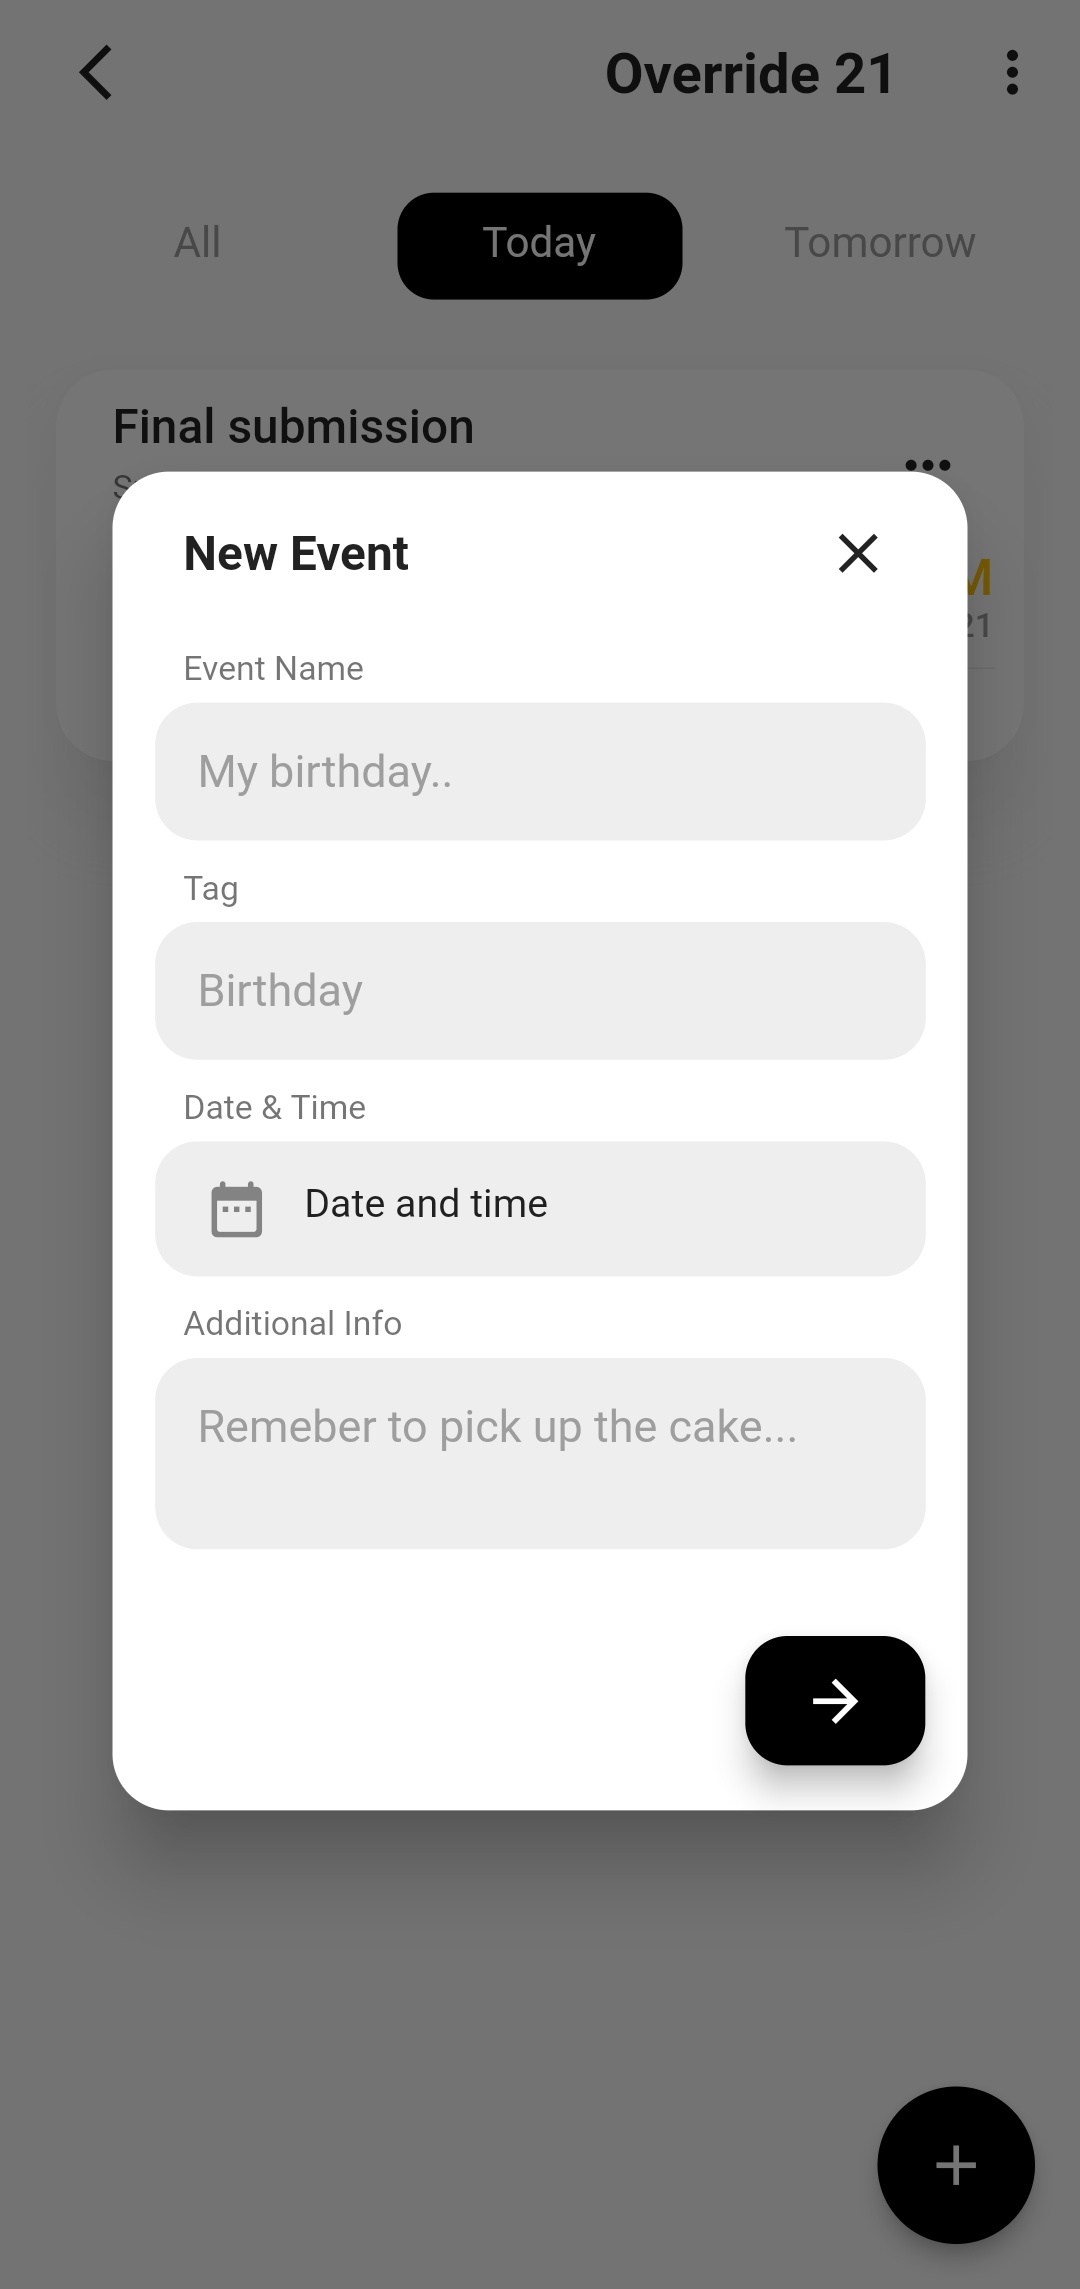 Override 21
All Today Tomorrow
Final submission
New Event
Event Name
My birthday..
Tag
Birthday
Date & Time
Date and time
Additional Info
Remeber to pick up the cake...